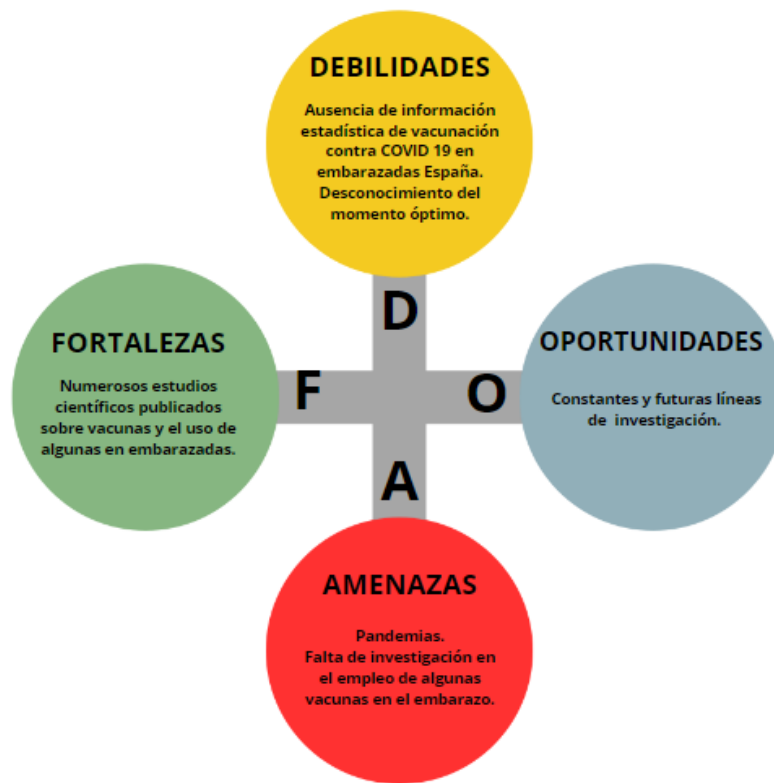 DEBILIDADES
Ausencia de información
estadística de vacunación
contra COVID 19 en
embarazadas España.
Desconocimiento del
momento óptimo.
D
FORTALEZAS
Numerosos estudios
científicos publicados
sobre vacunas y el uso de
algunas en embarazadas.
F
O
OPORTUNIDADES
Constantes y futuras líneas
de investigación.
A
AMENAZAS
Pandemias.
Falta de investigación en
el empleo de algunas
vacunas en el embarazo.